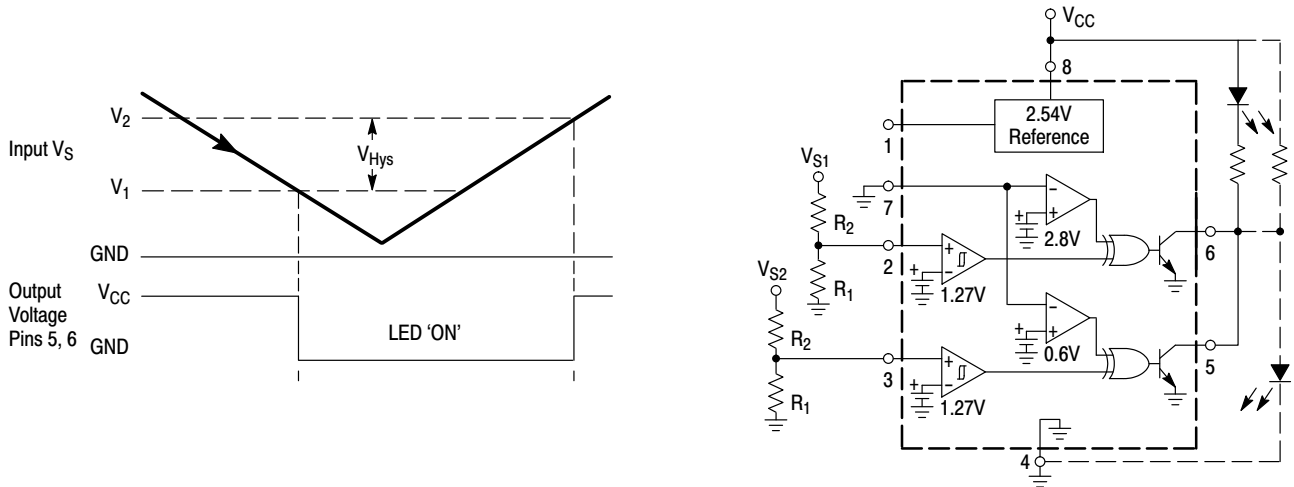 V2
Input VS
VHys
V1
GND
Output
Voltage
Pins 5, 6
VCC
GND
LED ‘ON’
VCC
8
2.54V
Reference
1
VS1
7
R2
2.8V
6
2
1.27V
R1
VS2
R2
0.6V
5
3
1.27V
R1
4